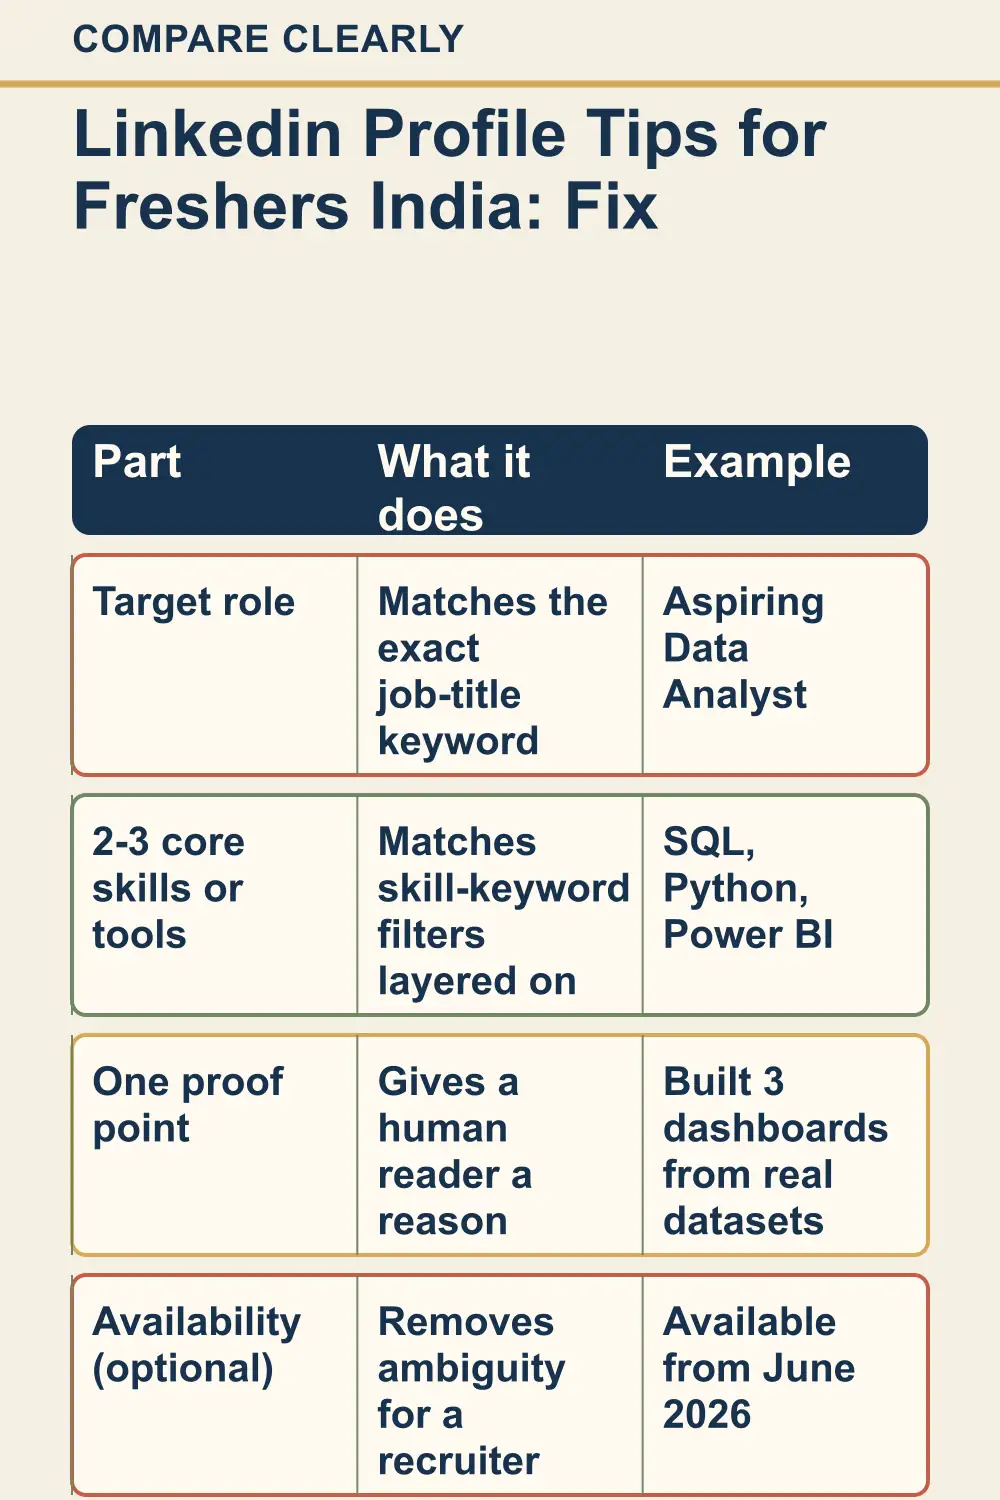 COMPARE CLEARLY
Linkedin Profile Tips for
Freshers India: Fix
Part
What it
does
Example
Target role
Matches the
exact
job-title
keyword
Aspiring
Data
Analyst
2-3 core
skills or
tools
Matches
skill-keyword
filters
layered on
SQL,
Python,
Power BI
One proof
point
Gives a
human
reader a
reason
Built 3
dashboards
from real
datasets
Availability
(optional)
Removes
ambiguity
for a
recruiter
Available
from June
2026